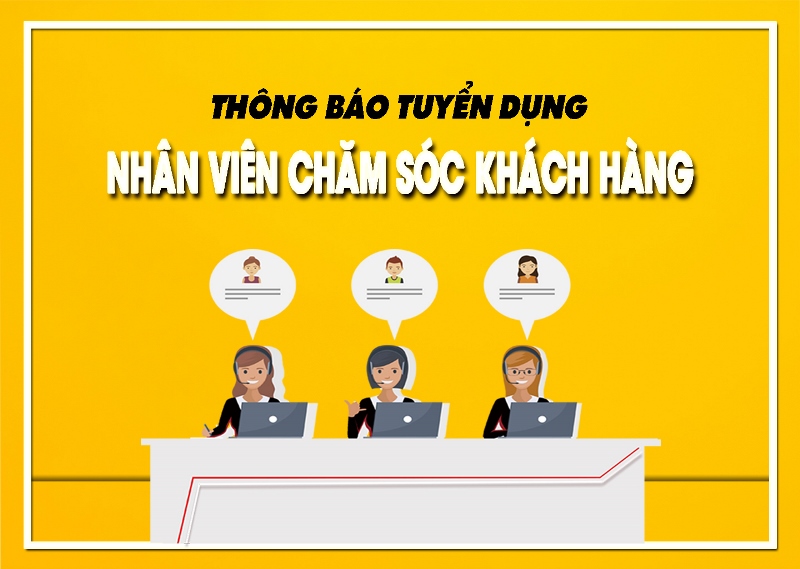 THÔNG BÁO TUYỂN DỤNG
NHÂN VIÊN CHĂM SÓC KHÁCH HÀNG